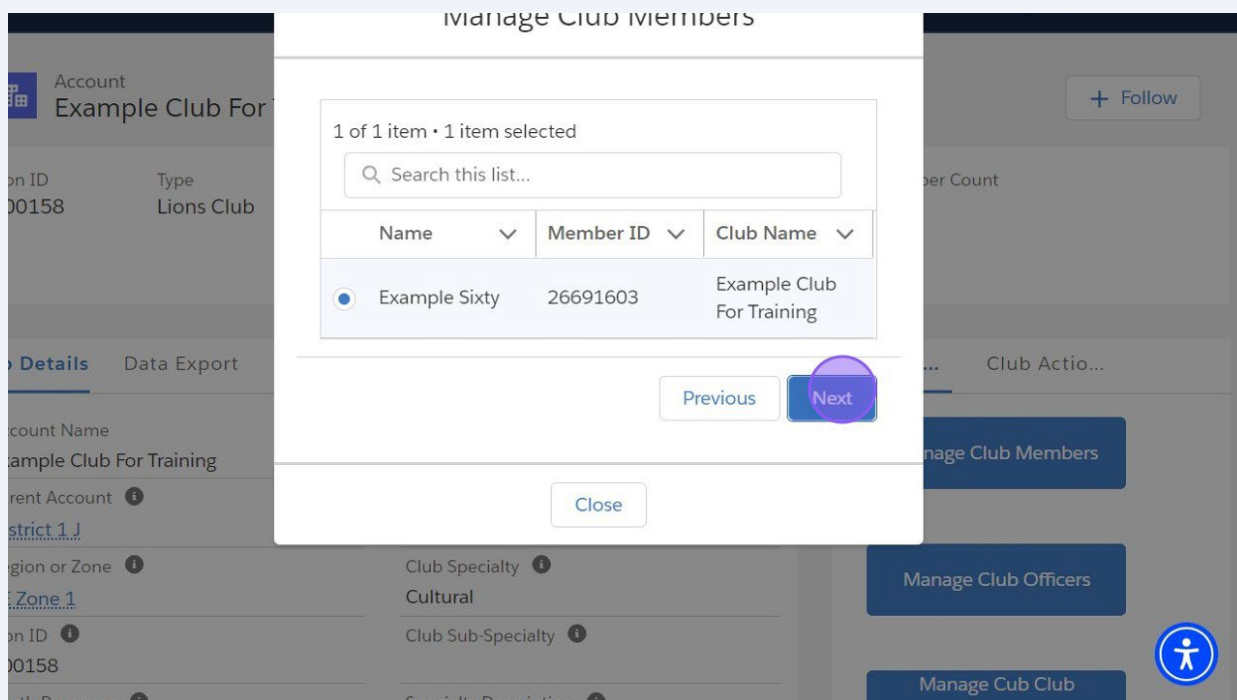 Manage Club Members
Account
Example Club For
+ Follow
on ID
Type
00158
Lions Club
ber Count
1 of 1 item • 1 item selected
Search this list...
Name
Member ID
Club Name
Example Sixty
26691603
Example Club
For Training
Previous
Next
Close
Details
Data Export
...
Club Actio...
count Name
ample Club For Training
rent Account
strict 1 J
egion or Zone
Zone 1
on ID
00158
Club Specialty
Cultural
Club Sub-Specialty
nage Club Members
Manage Club Officers
Manage Cub Club